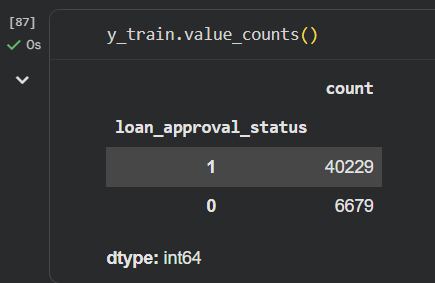 [87]
0s
y_train.value_counts()
count
loan_approval_status
1 40229
0 6679
dtype: int64